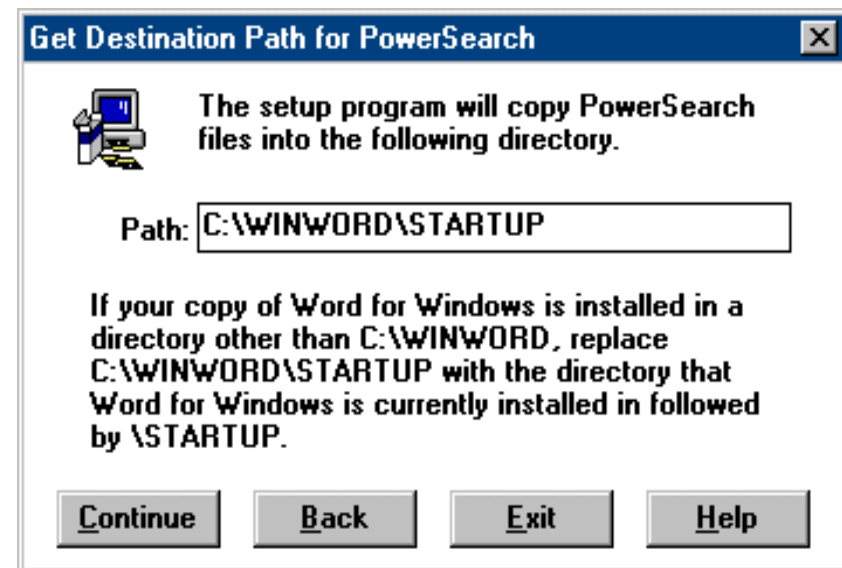 Get Destination Path for PowerSearch
The setup program will copy PowerSearch
files into the following directory.
Path: C:\WINWORD\STARTUP
If your copy of Word for Windows is installed in a
directory other than C:\WINWORD, replace
C:\WINWORD\STARTUP with the directory that
Word for Windows is currently installed in followed
by \STARTUP.
Continue Back Exit Help